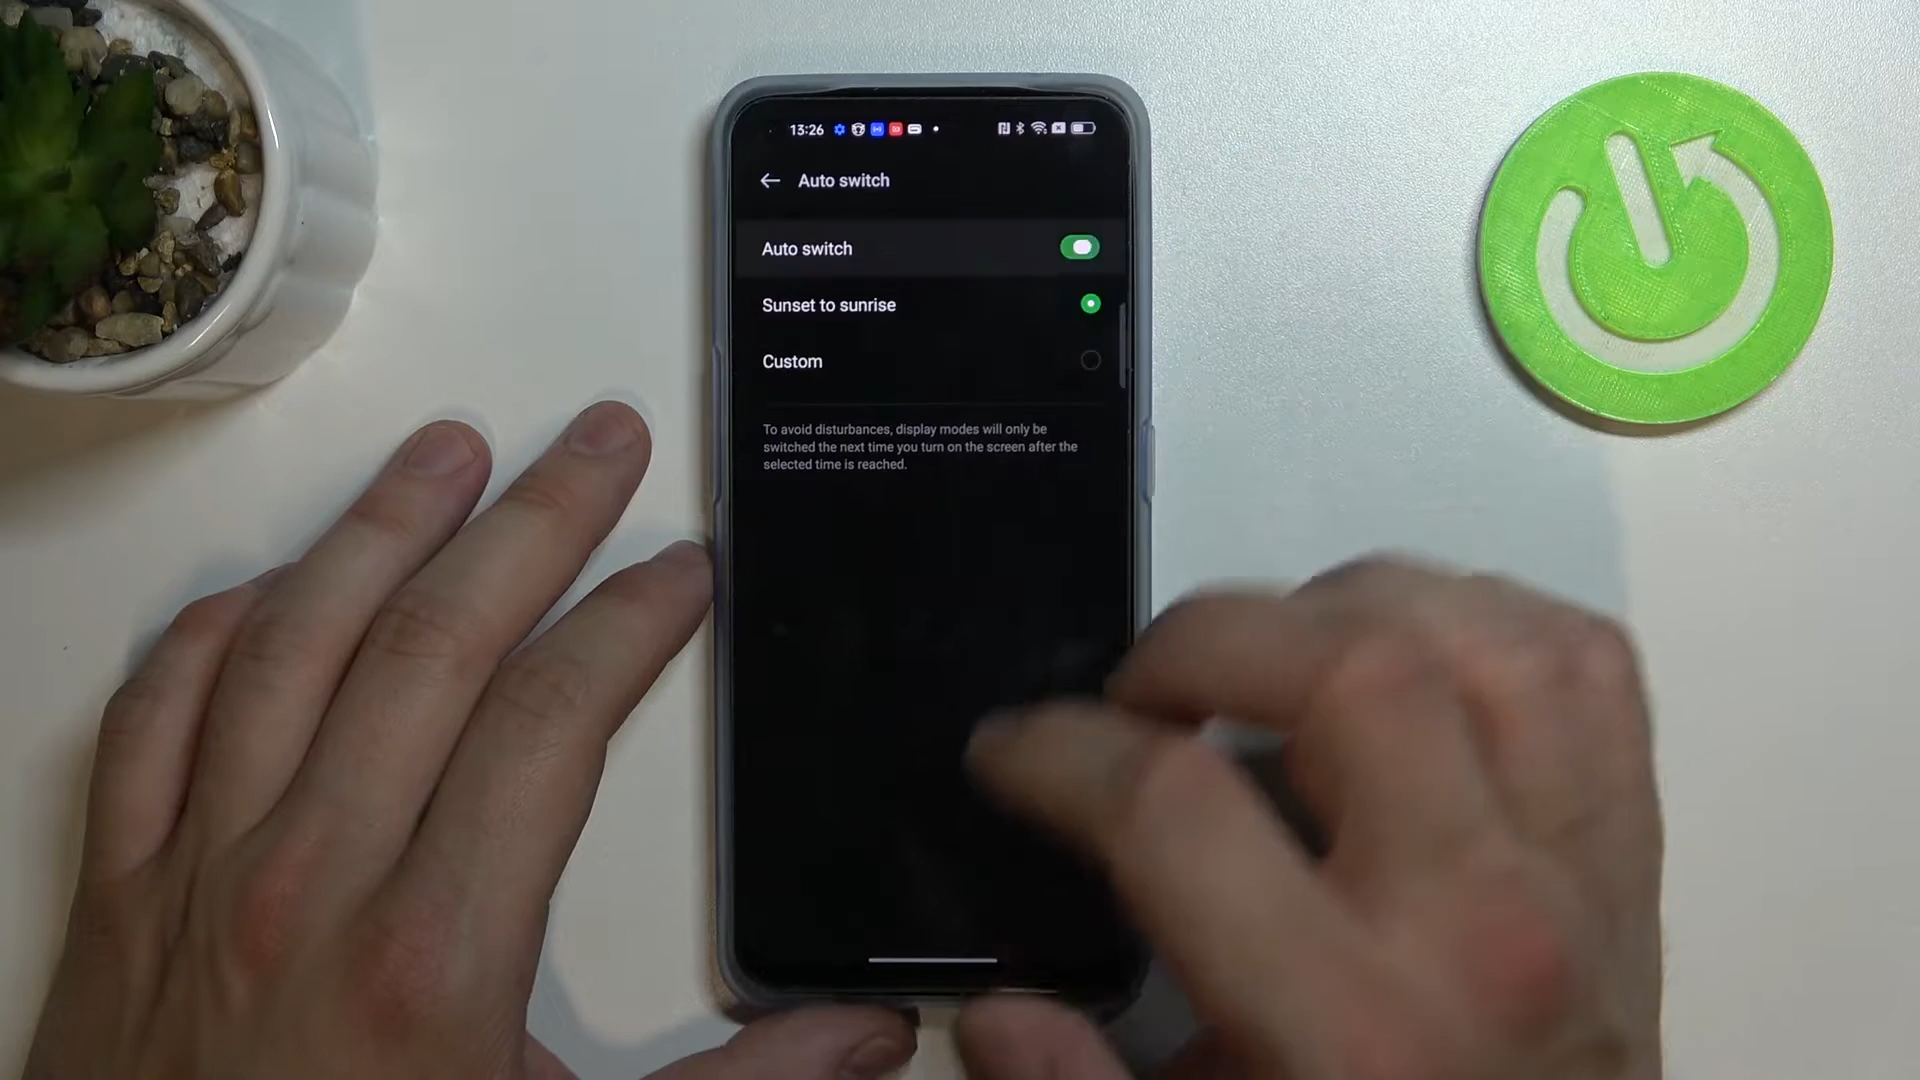 13:26
Auto switch
Auto switch
Sunset to sunrise
Custom
To avoid disturbances, display modes will only be
switched the next time you turn on the screen after the
selected time is reached.